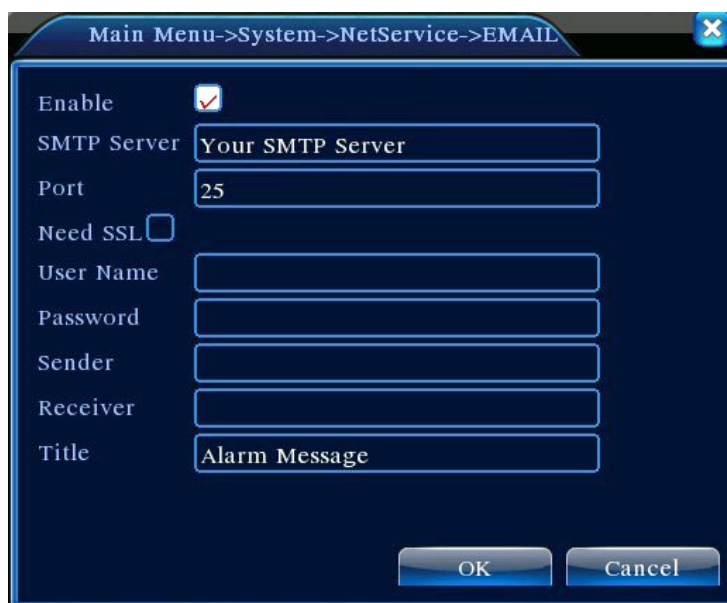 Main Menu->System->NetService->EMAIL
Enable
SMTP Server Your SMTP Server
Port 25
Need SSL
User Name
Password
Sender
Receiver
Title Alarm Message
OK Cancel